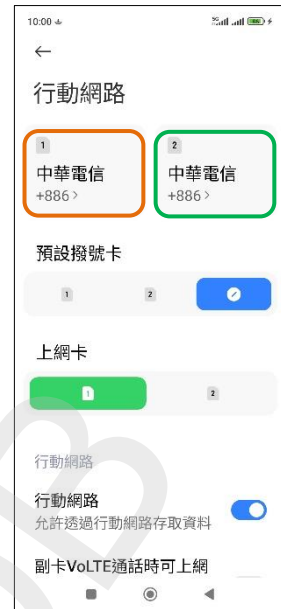 10:00
5G
行動網路
1
中華電信
+886 >
2
中華電信
+886 >
預設撥號卡
1
2
上網卡
1
2
行動網路
行動網路
允許透過行動網路存取資料
副卡VoLTE通話時可上網